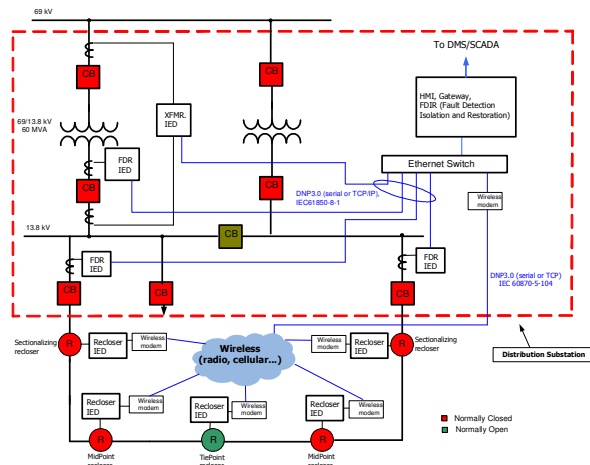 69 kV
To DMS/SCADA
CB
CB
HMI, Gateway,
FDIR (Fault Detection
Isolation and Restoration)
69/13.8 kV
60 MVA
XFMR.
IED
FDR
IED
Ethernet Switch
CB
CB
DNP3.0 (serial or TCP/IP),
IEC61850-8-1
Wireless
modem
13.8 kV
CB
FDR
IED
FDR
IED
DNP3.0 (serial or TCP)
IEC 60870-5-104
CB
CB
CB
Sectionalizing
recloser
R
Recloser
IED
Wireless
modem
Wireless
(radio, cellular...)
Wireless
modem
Recloser
IED
R
Sectionalizing
recloser
Distribution Substation
Recloser
IED
Wireless
modem
Recloser
IED
Wireless
modem
Recloser
IED
Wireless
modem
Normally Closed
Normally Open
R
R
R
MidPoint
TiePoint
MidPoint